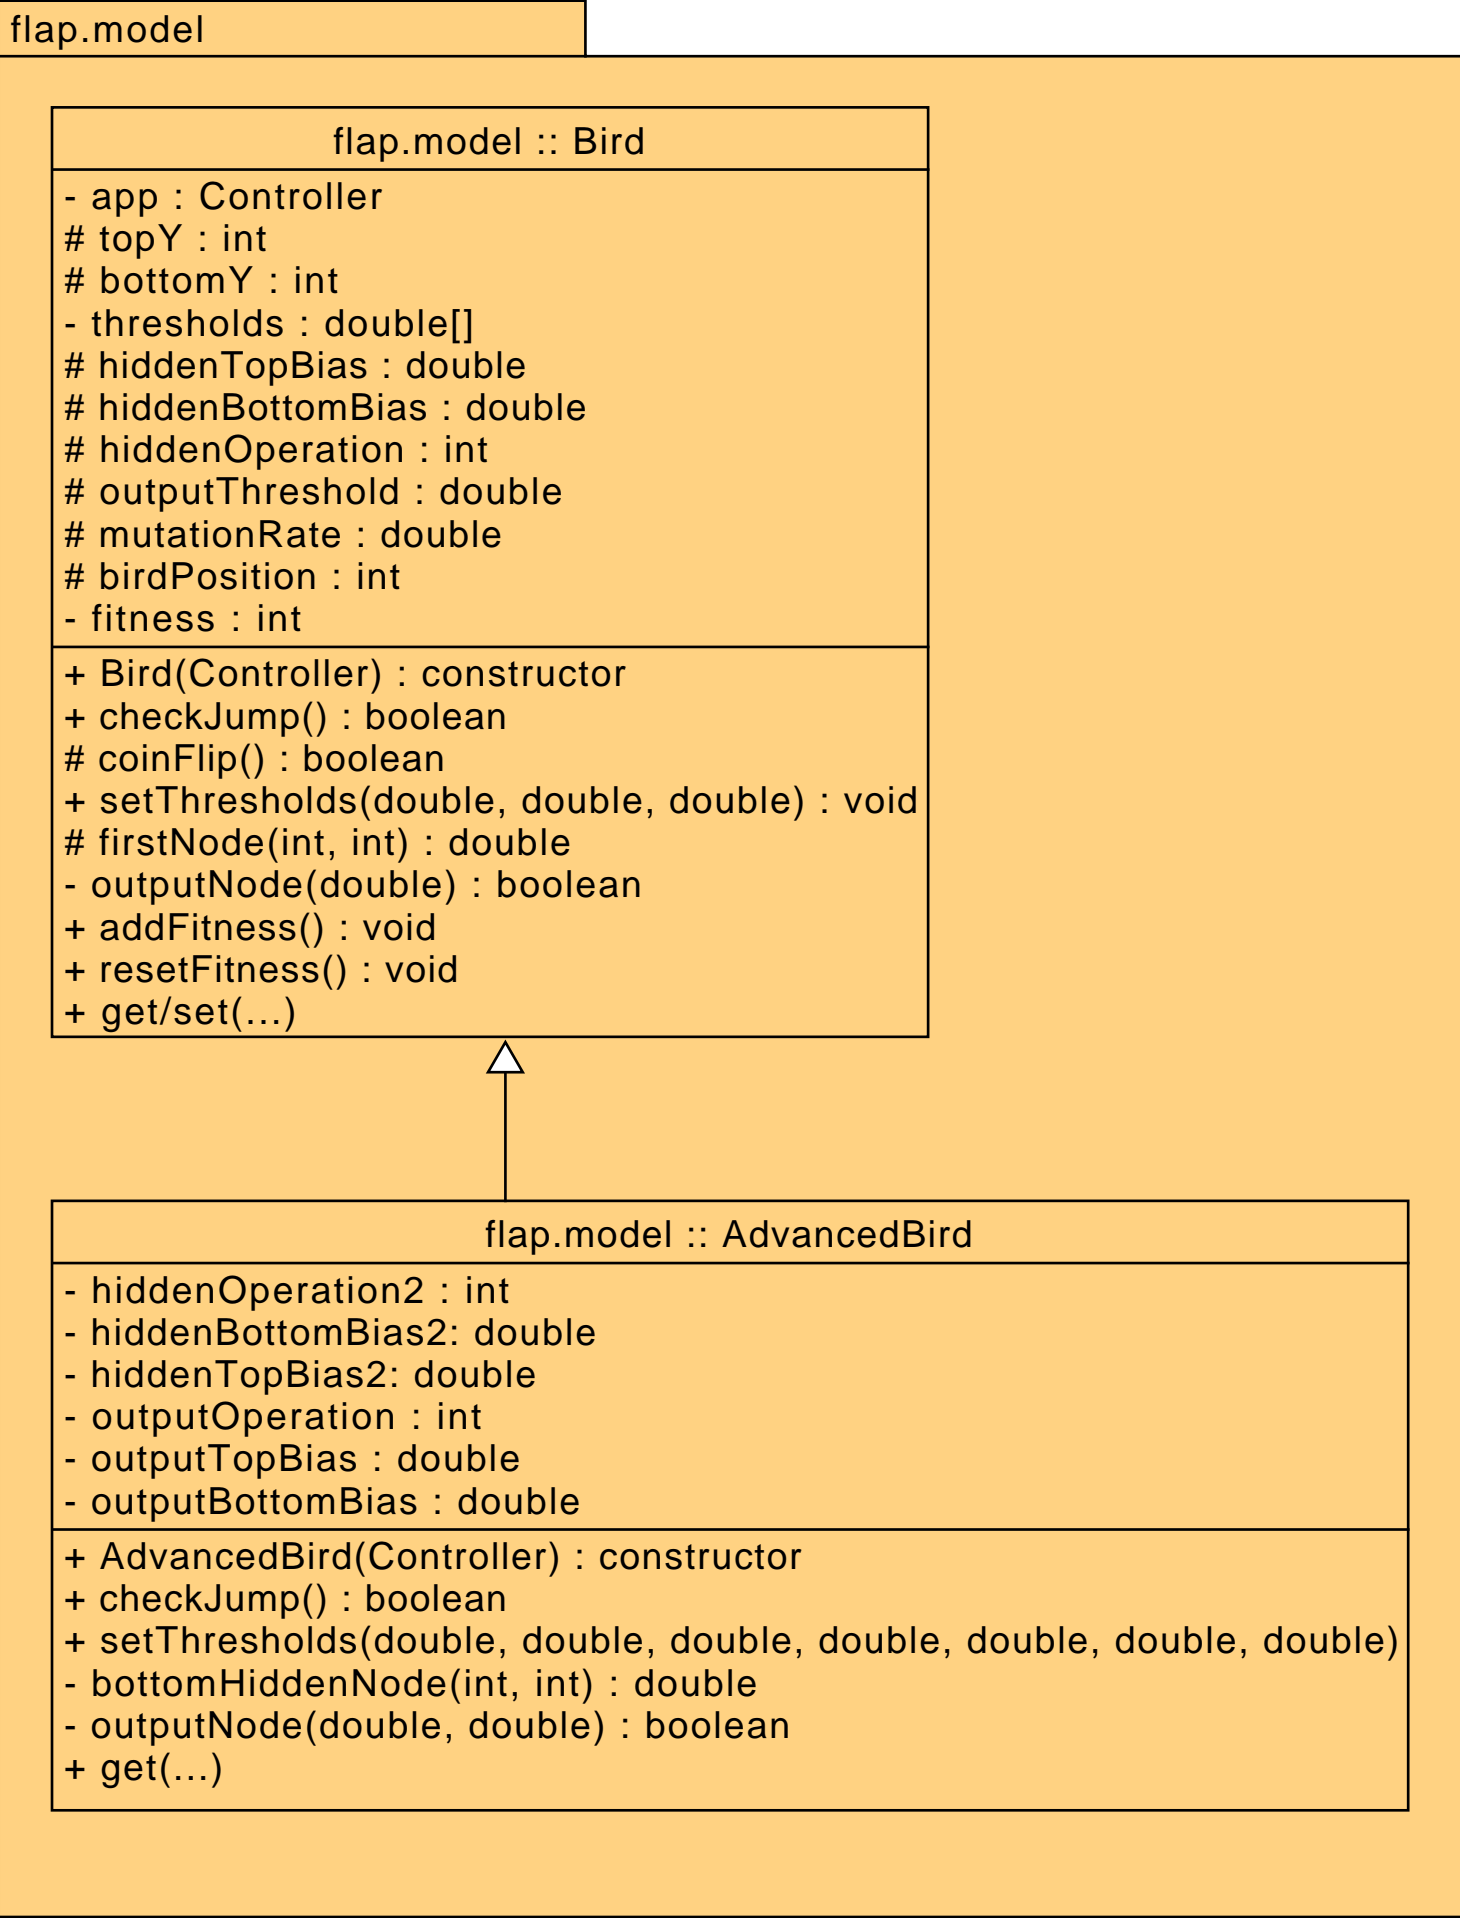 flap.model
flap.model :: Bird
- app : Controller
# topY : int
# bottomY : int
- thresholds : double[]
# hiddenTopBias : double
# hiddenBottomBias : double
# hiddenOperation : int
# outputThreshold : double
# mutationRate : double
# birdPosition : int
- fitness : int
+ Bird(Controller) : constructor
+ checkJump() : boolean
# coinFlip() : boolean
+ setThresholds(double, double, double) : void
# firstNode(int, int) : double
- outputNode(double) : boolean
+ addFitness() : void
+ resetFitness() : void
+ get/set(...)
flap.model :: AdvancedBird
- hiddenOperation2 : int
- hiddenBottomBias2: double
- hiddenTopBias2: double
- outputOperation : int
- outputTopBias : double
- outputBottomBias : double
+ AdvancedBird(Controller) : constructor
+ checkJump() : boolean
+ setThresholds(double, double, double, double, double, double, double)
- bottomHiddenNode(int, int) : double
- outputNode(double, double) : boolean
+ get(...)